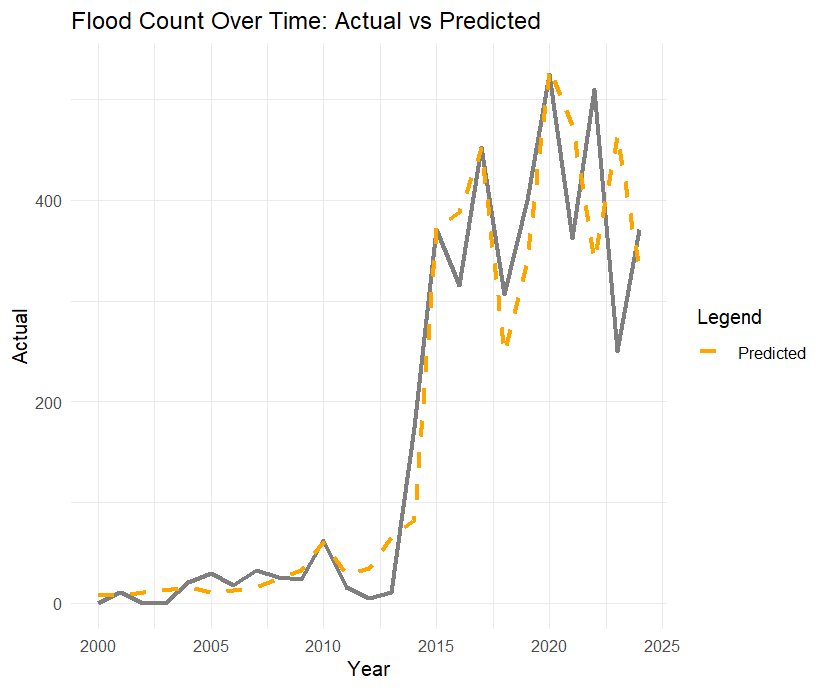 Flood Count Over Time: Actual vs Predicted
Actual
400
200
0
2000 2005 2010 2015 2020 2025
Year
Legend
Predicted